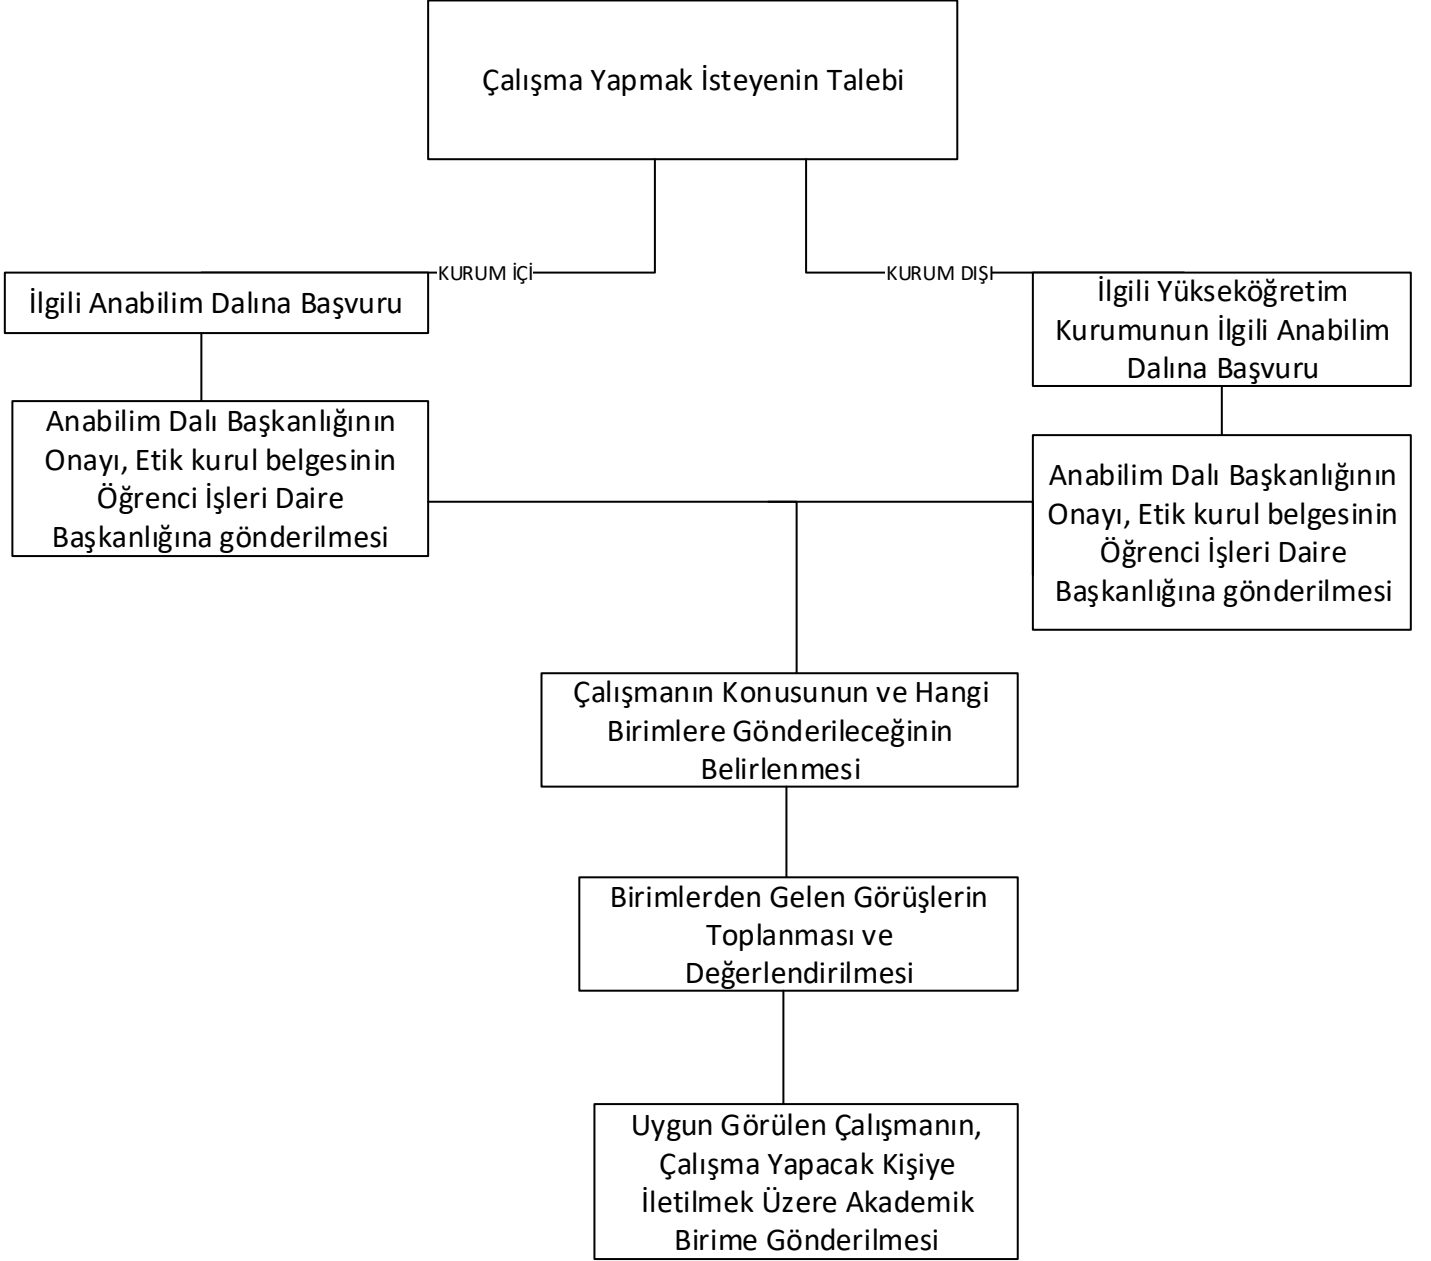 Çalışma Yapmak İsteyenin Talebi
KURUM İÇİ
KURUM DIŞI
İlgili Anabilim Dalına Başvuru
İlgili Yükseköğretim
Kurumunun İlgili Anabilim
Dalına Başvuru
Anabilim Dalı Başkanlığının
Onayı, Etik kurul belgesinin
Öğrenci İşleri Daire
Başkanlığına gönderilmesi
Anabilim Dalı Başkanlığının
Onayı, Etik kurul belgesinin
Öğrenci İşleri Daire
Başkanlığına gönderilmesi
Çalışmanın Konusunun ve Hangi
Birimlere Gönderileceğinin
Belirlenmesi
Birimlerden Gelen Görüşlerin
Toplanması ve
Değerlendirilmesi
Uygun Görülen Çalışmanın,
Çalışma Yapacak Kişiye
İletilmek Üzere Akademik
Birime Gönderilmesi